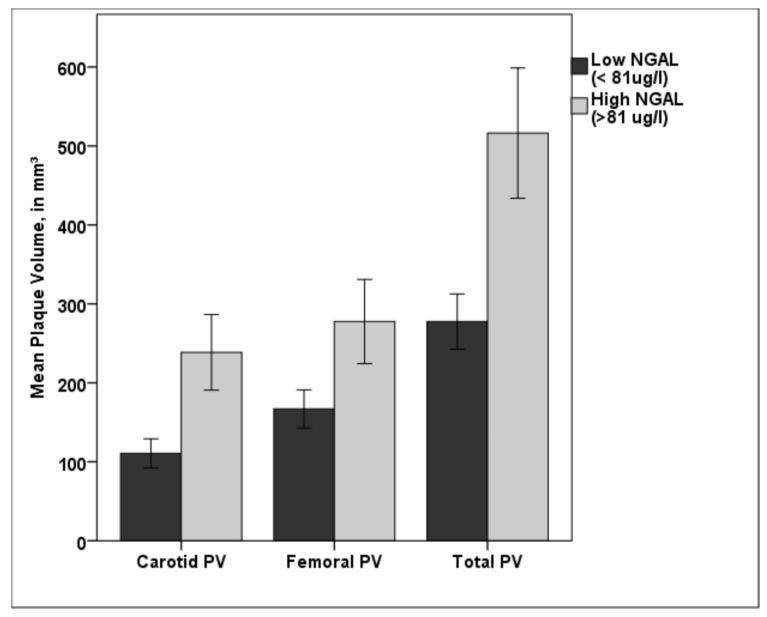 Mean Plaque Volume, in mm³
600
500
400
300
200
100
0
Carotid PV
Femoral PV
Total PV
Low NGAL
(< 81ug/l)
High NGAL
(>81 ug/l)